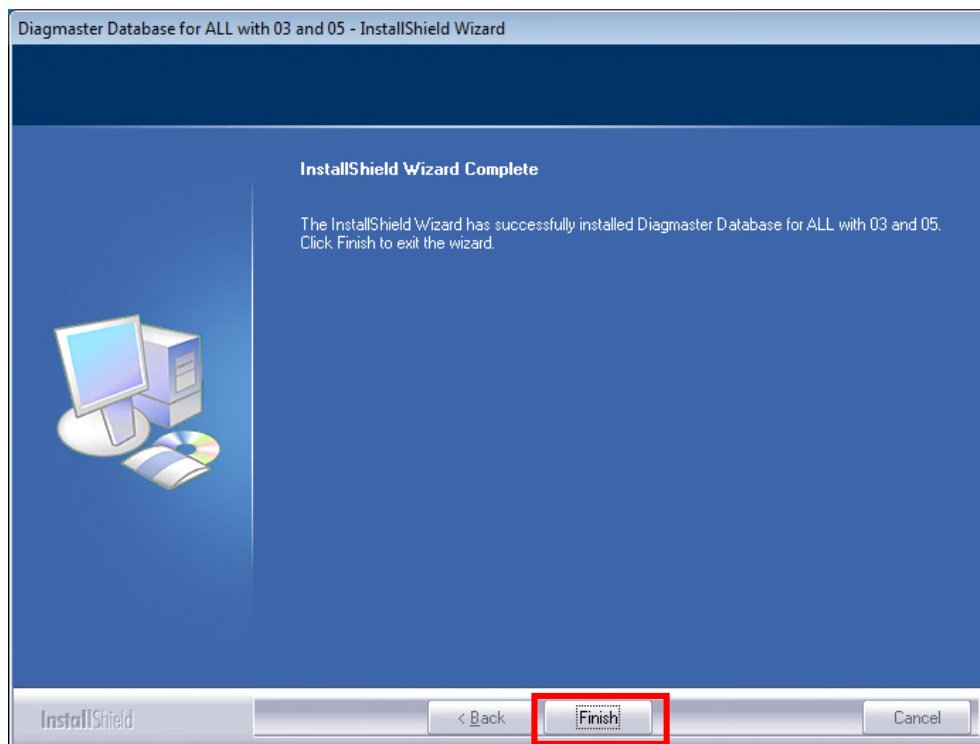 Diagmaster Database for ALL with 03 and 05 - InstallShield Wizard
InstallShield Wizard Complete
The InstallShield Wizard has successfully installed Diagmaster Database for ALL with 03 and 05.
Click Finish to exit the wizard.
InstallShield
< Back
Finish
Cancel